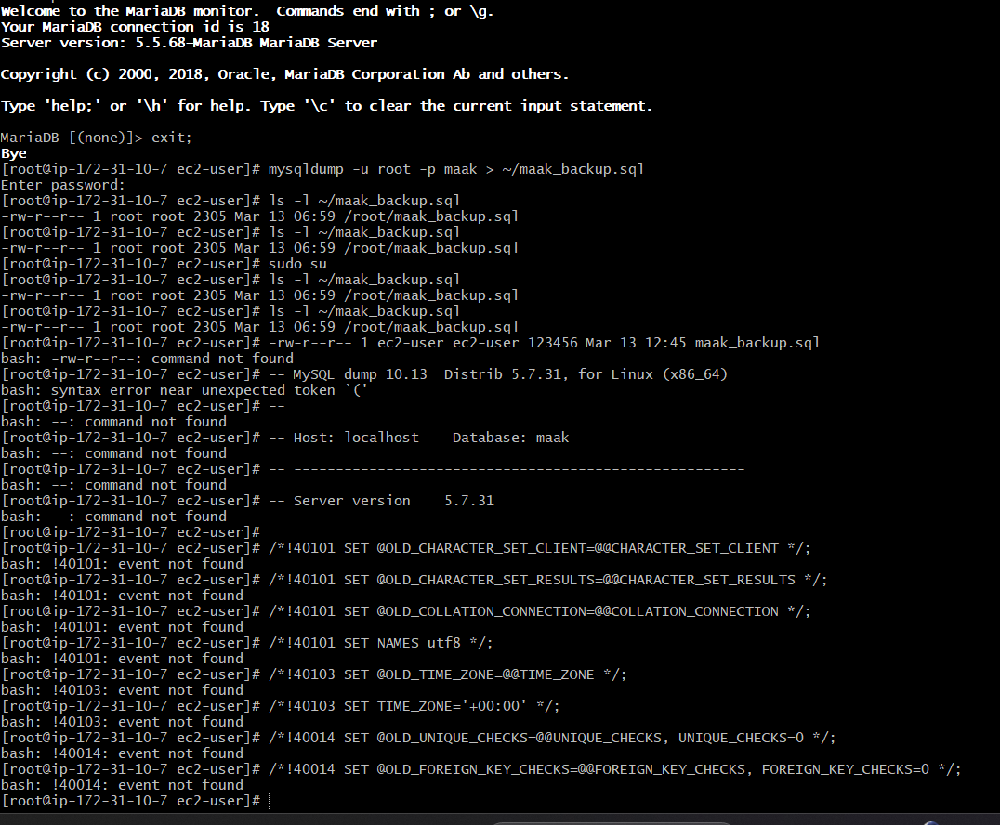 Welcome to the MariaDB monitor.  Commands end with ; or \g.
Your MariaDB connection id is 18
Server version: 5.5.68-MariaDB MariaDB Server

Copyright (c) 2000, 2018, Oracle, MariaDB Corporation Ab and others.

Type 'help;' or '\h' for help. Type '\c' to clear the current input statement.

MariaDB [(none)]> exit;
Bye
[root@ip-172-31-10-7 ec2-user]# mysqldump -u root -p maak > ~/maak_backup.sql
Enter password:
[root@ip-172-31-10-7 ec2-user]# ls -l ~/maak_backup.sql
-rw-r--r-- 1 root root 2305 Mar 13 06:59 /root/maak_backup.sql
[root@ip-172-31-10-7 ec2-user]# ls -l ~/maak_backup.sql
-rw-r--r-- 1 root root 2305 Mar 13 06:59 /root/maak_backup.sql
[root@ip-172-31-10-7 ec2-user]# sudo su
[root@ip-172-31-10-7 ec2-user]# ls -l ~/maak_backup.sql
-rw-r--r-- 1 root root 2305 Mar 13 06:59 /root/maak_backup.sql
[root@ip-172-31-10-7 ec2-user]# ls -l ~/maak_backup.sql
-rw-r--r-- 1 root root 2305 Mar 13 06:59 /root/maak_backup.sql
[root@ip-172-31-10-7 ec2-user]# -rw-r--r-- 1 ec2-user ec2-user 123456 Mar 13 12:45 maak_backup.sql
bash: -rw-r--r--: command not found
[root@ip-172-31-10-7 ec2-user]# -- MySQL dump 10.13  Distrib 5.7.31, for Linux (x86_64)
bash: syntax error near unexpected token `('
[root@ip-172-31-10-7 ec2-user]# --
bash: --: command not found
[root@ip-172-31-10-7 ec2-user]# -- Host: localhost    Database: maak
bash: --: command not found
[root@ip-172-31-10-7 ec2-user]# -- ------------------------------------------------------
bash: --: command not found
[root@ip-172-31-10-7 ec2-user]# -- Server version    5.7.31
bash: --: command not found
[root@ip-172-31-10-7 ec2-user]#
[root@ip-172-31-10-7 ec2-user]# /*!40101 SET @OLD_CHARACTER_SET_CLIENT=@@CHARACTER_SET_CLIENT */;
bash: !40101: event not found
[root@ip-172-31-10-7 ec2-user]# /*!40101 SET @OLD_CHARACTER_SET_RESULTS=@@CHARACTER_SET_RESULTS */;
bash: !40101: event not found
[root@ip-172-31-10-7 ec2-user]# /*!40101 SET @OLD_COLLATION_CONNECTION=@@COLLATION_CONNECTION */;
bash: !40101: event not found
[root@ip-172-31-10-7 ec2-user]# /*!40101 SET NAMES utf8 */;
bash: !40101: event not found
[root@ip-172-31-10-7 ec2-user]# /*!40103 SET @OLD_TIME_ZONE=@@TIME_ZONE */;
bash: !40103: event not found
[root@ip-172-31-10-7 ec2-user]# /*!40103 SET TIME_ZONE='+00:00' */;
bash: !40103: event not found
[root@ip-172-31-10-7 ec2-user]# /*!40014 SET @OLD_UNIQUE_CHECKS=@@UNIQUE_CHECKS, UNIQUE_CHECKS=0 */;
bash: !40014: event not found
[root@ip-172-31-10-7 ec2-user]# /*!40014 SET @OLD_FOREIGN_KEY_CHECKS=@@FOREIGN_KEY_CHECKS, FOREIGN_KEY_CHECKS=0 */;
bash: !40014: event not found
[root@ip-172-31-10-7 ec2-user]#